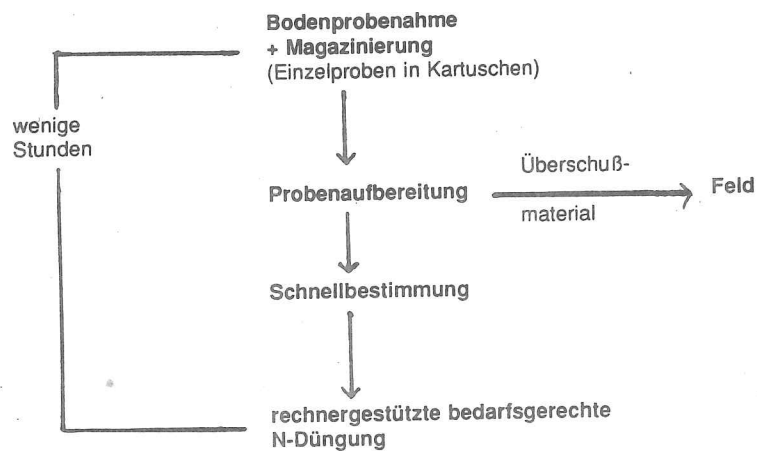 Bodenprobenahme
+ Magazinierung
(Einzelproben in Kartuschen)
wenige
Stunden
Probenaufbereitung
Überschuß-
material
Feld
Schnellbestimmung
rechnergestützte bedarfsgerechte
N-Düngung